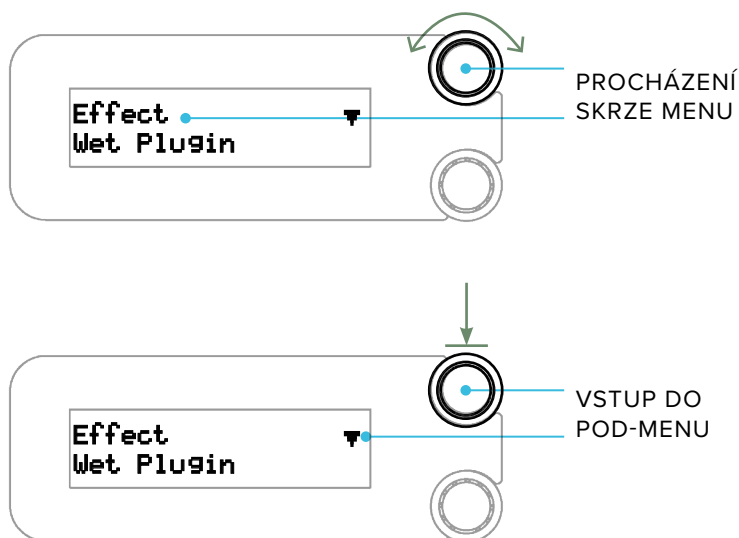 Effect
Wet Plugin
PROCHÁZENÍ
SKRZE MENU
Effect
Wet Plugin
VSTUP DO
POD-MENU